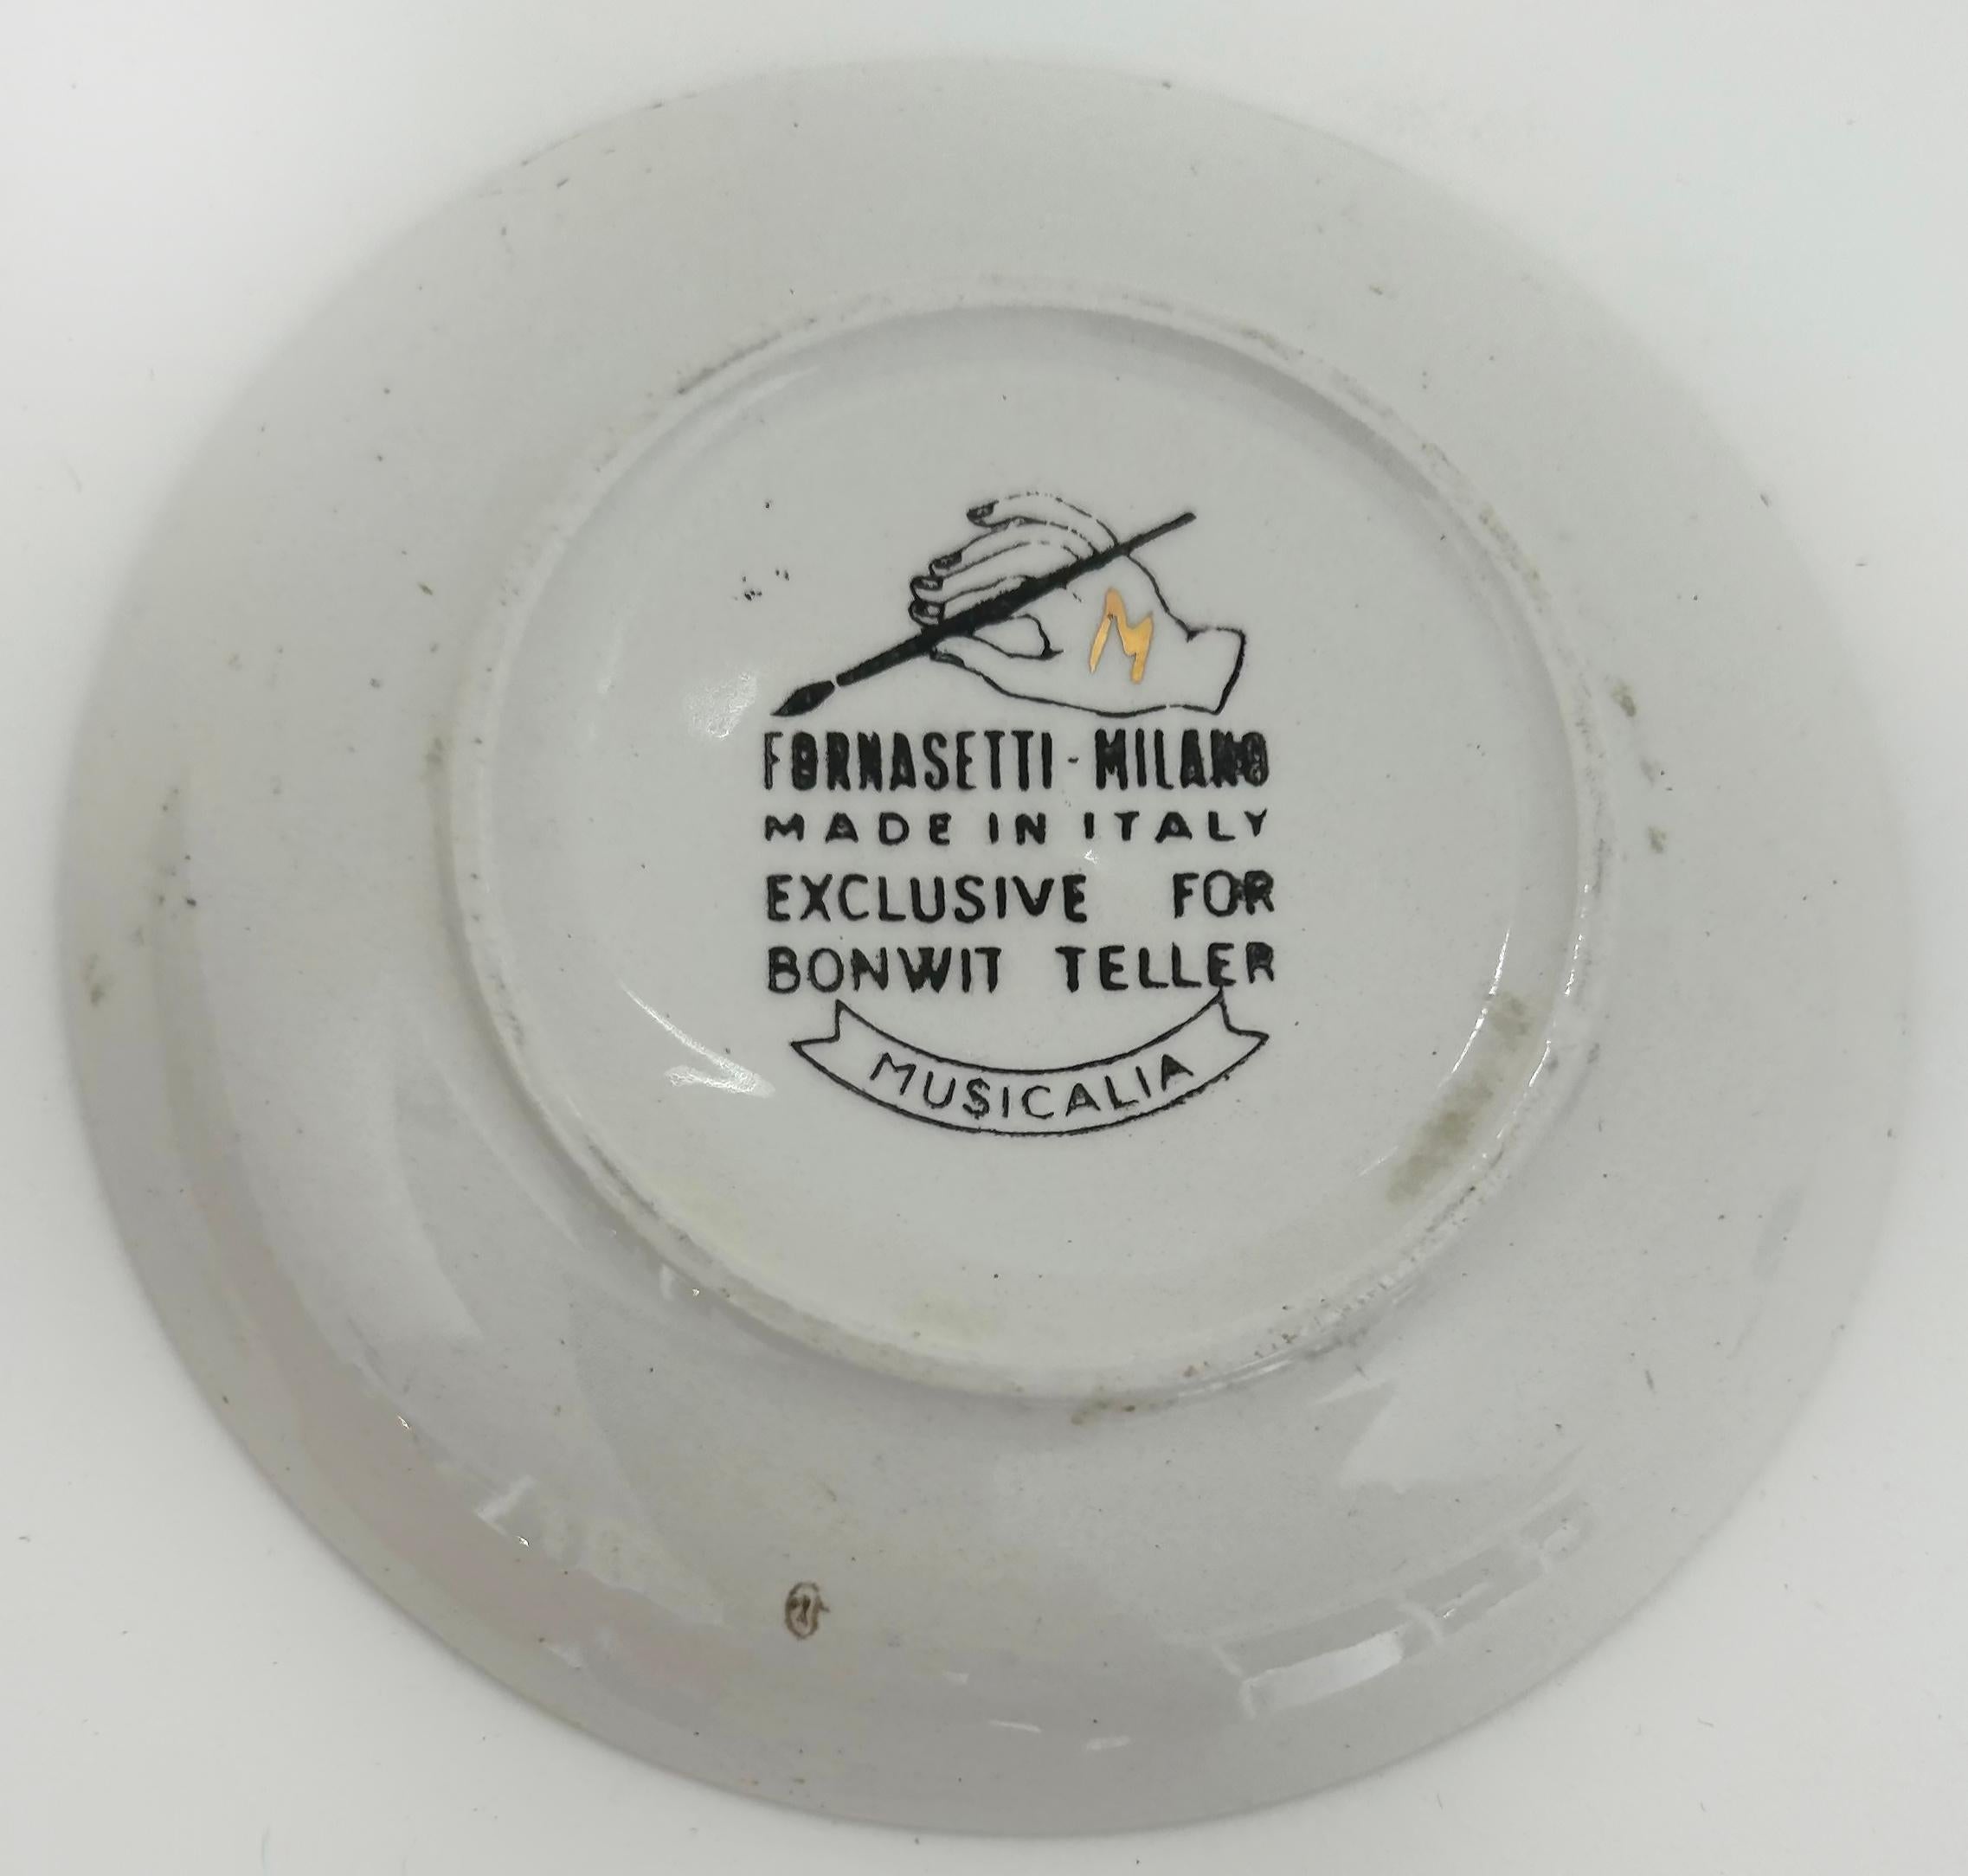 M
FORNASETTI - MILANO
MADE IN ITALY
EXCLUSIVE FOR
BONWIT TELLER
MUSICALIA